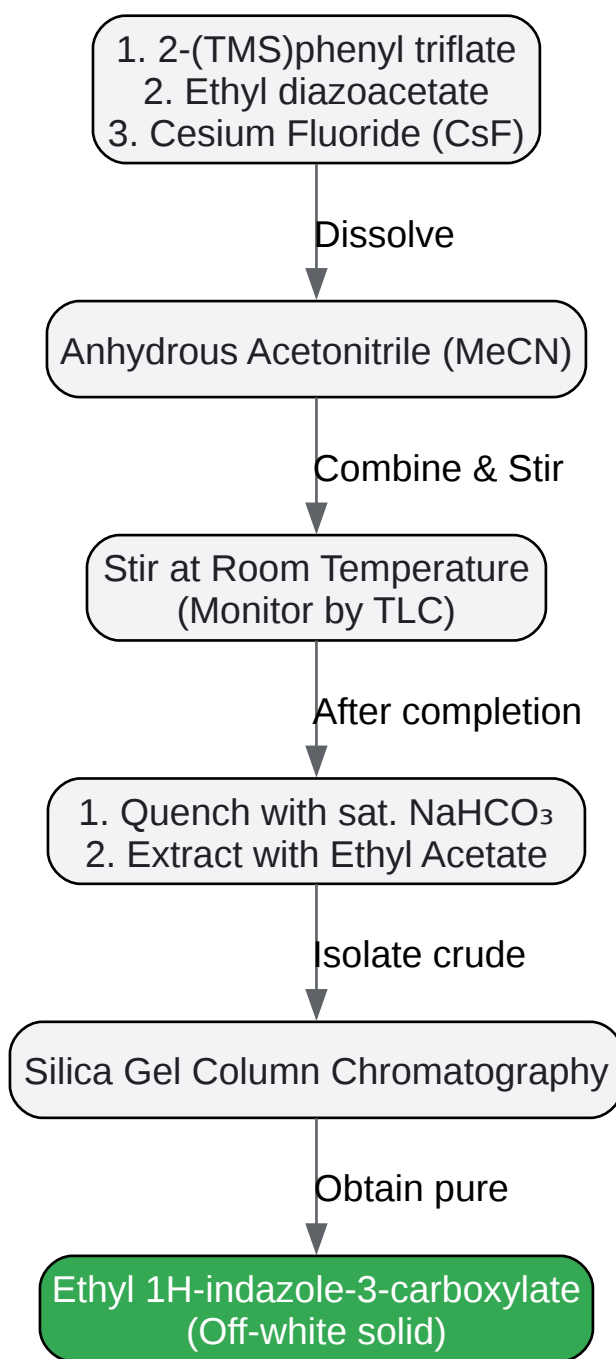 1. 2-(TMS)phenyl triflate
2. Ethyl diazoacetate
3. Cesium Fluoride (CsF)
Dissolve
Anhydrous Acetonitrile (MeCN)
Combine & Stir
Stir at Room Temperature
(Monitor by TLC)
After completion
1. Quench with sat. NaHCO₃
2. Extract with Ethyl Acetate
Isolate crude
Silica Gel Column Chromatography
Obtain pure
Ethyl 1H-indazole-3-carboxylate
(Off-white solid)